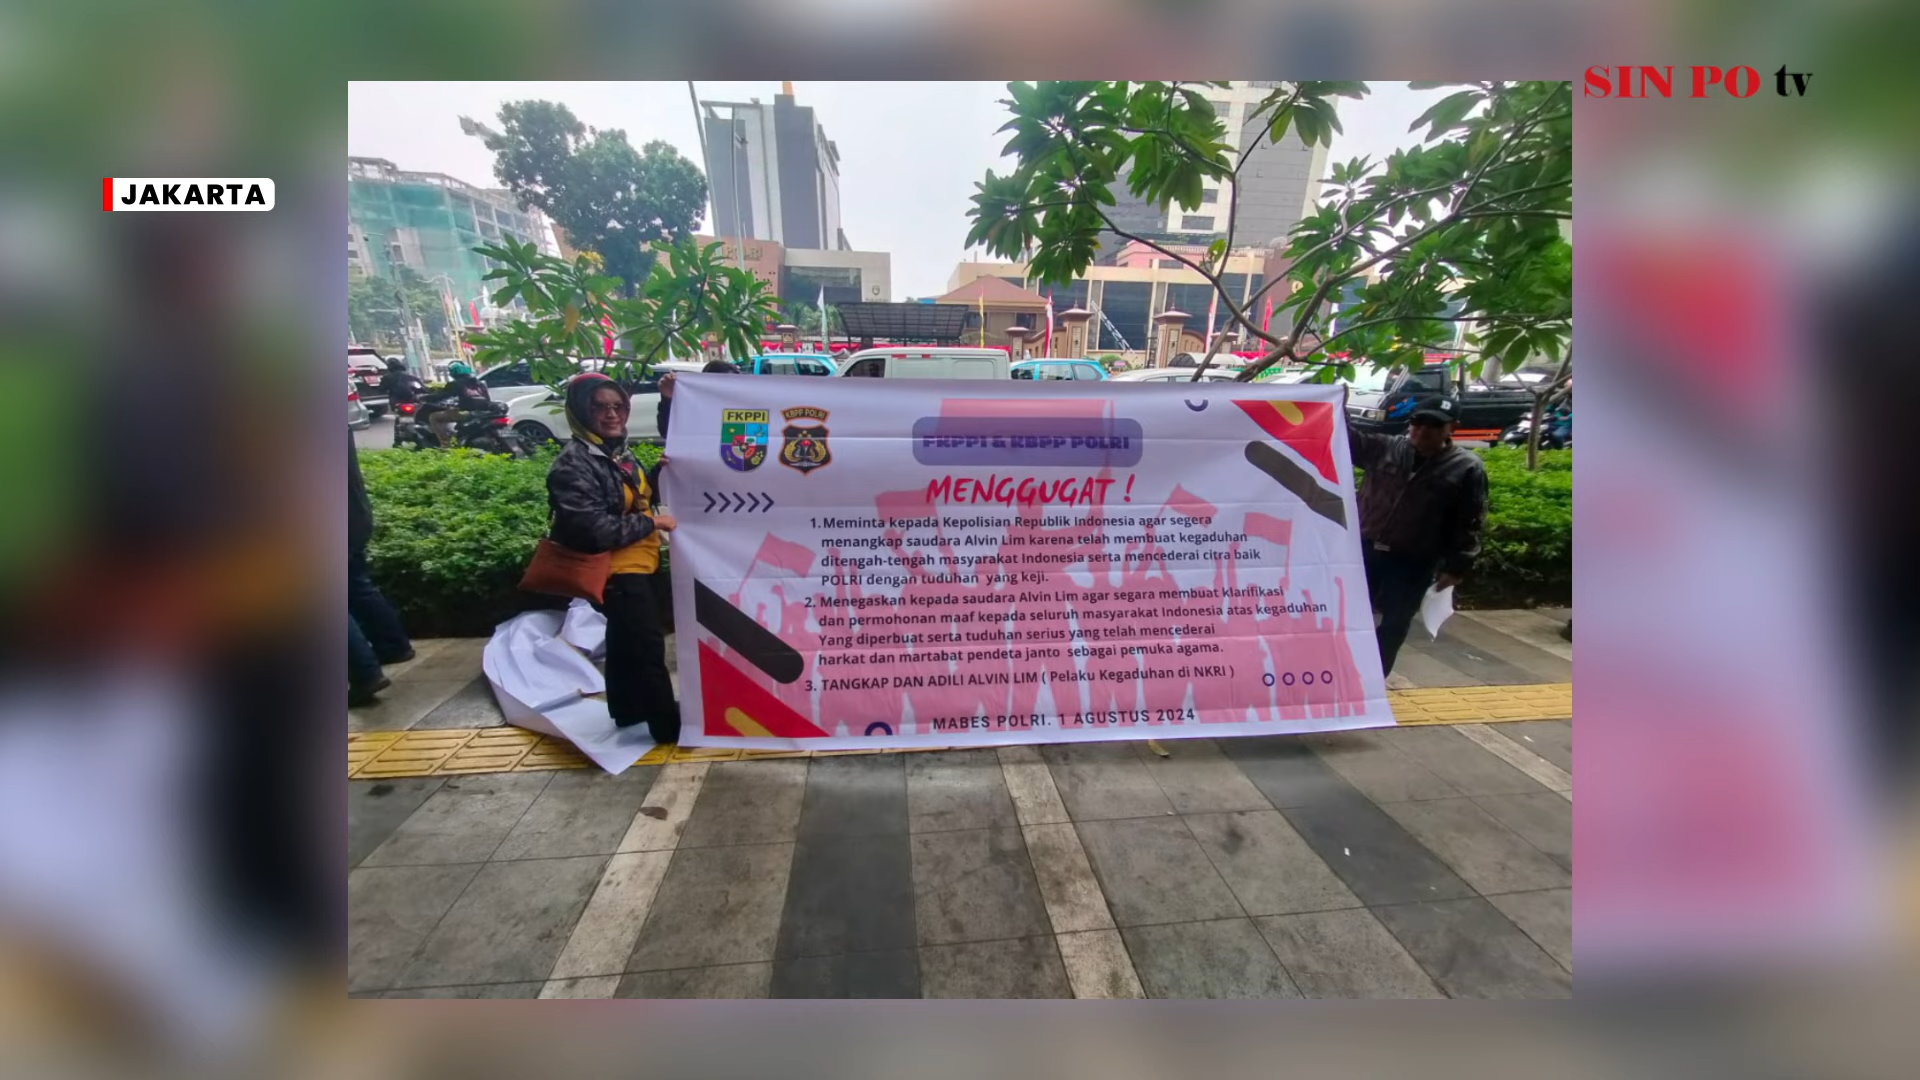 SIN PO tv
JAKARTA
POLRI
FKPPI
KBPP POLRI
FKPPI & KBPP POLRI
MENGGUGAT !
1. Meminta kepada Kepolisian Republik Indonesia agar segera
menangkap saudara Alvin Lim karena telah membuat kegaduhan
ditengah-tengah masyarakat Indonesia serta mencederai citra baik
POLRI dengan tuduhan yang keji.
2. Menegaskan kepada saudara Alvin Lim agar segara membuat klarifikasi
dan permohonan maaf kepada seluruh masyarakat Indonesia atas kegaduhan
Yang diperbuat serta tuduhan serius yang telah mencederai
harkat dan martabat pendeta janto sebagai pemuka agama.
3. TANGKAP DAN ADILI ALVIN LIM ( Pelaku Kegaduhan di NKRI )
MABES POLRI. 1 AGUSTUS 2024